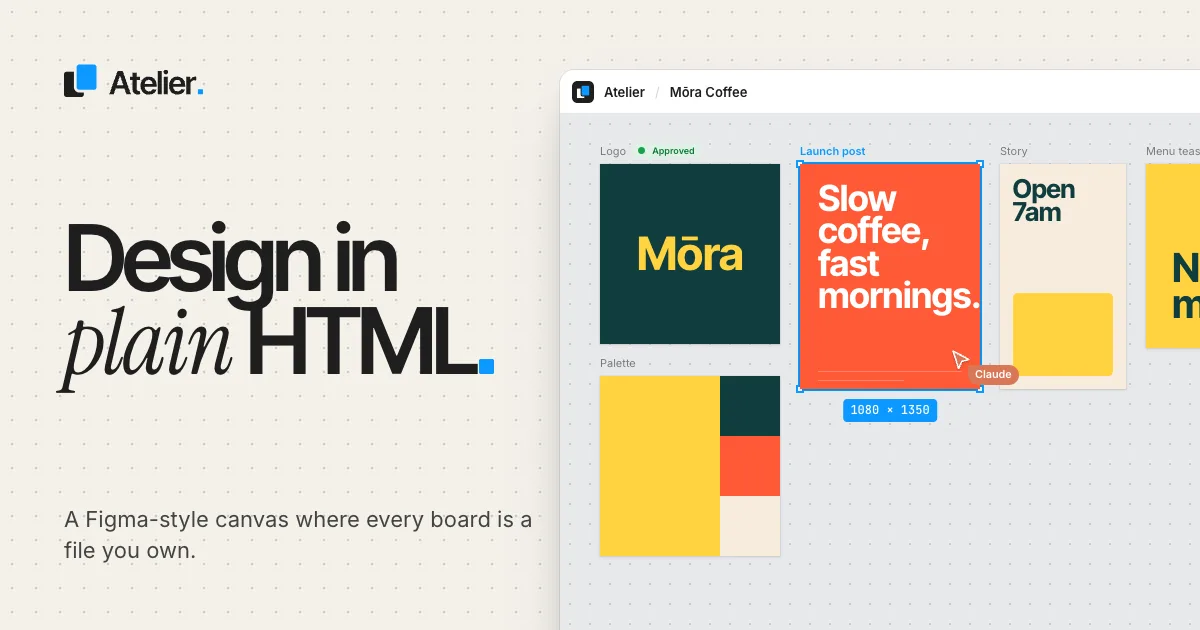 Atelier.
Design in
plain HTML.
A Figma-style canvas where every board is a
file you own.
Atelier / Mōra Coffee
Logo
Approved
Mōra
Palette
Launch post
Slow
coffee,
fast
mornings.
Claude
1080 × 1350
Story
Open
7am
Menu